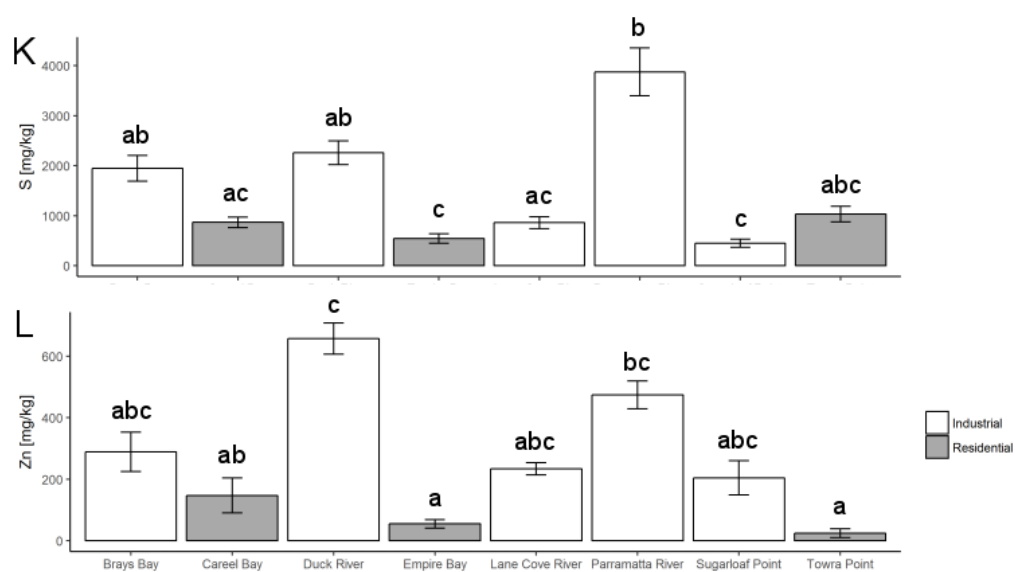 K
S [mg/kg]
4000
3000
2000
1000
0
ab
ac
ab
c
ac
b
c
abc
L
Zn [mg/kg]
600
400
200
0
abc
ab
c
a
abc
bc
abc
a
Brays Bay Careel Bay Duck River Empire Bay Lane Cove River Parramatta River Sugarloaf Point Towra Point
Industrial
Residential